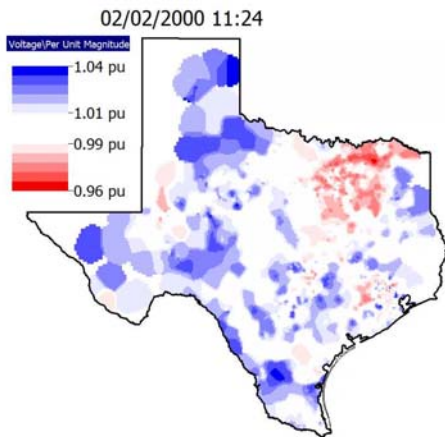 02/02/2000 11:24
Voltage\Per Unit Magnitude
1.04 pu
1.01 pu
0.99 pu
0.96 pu